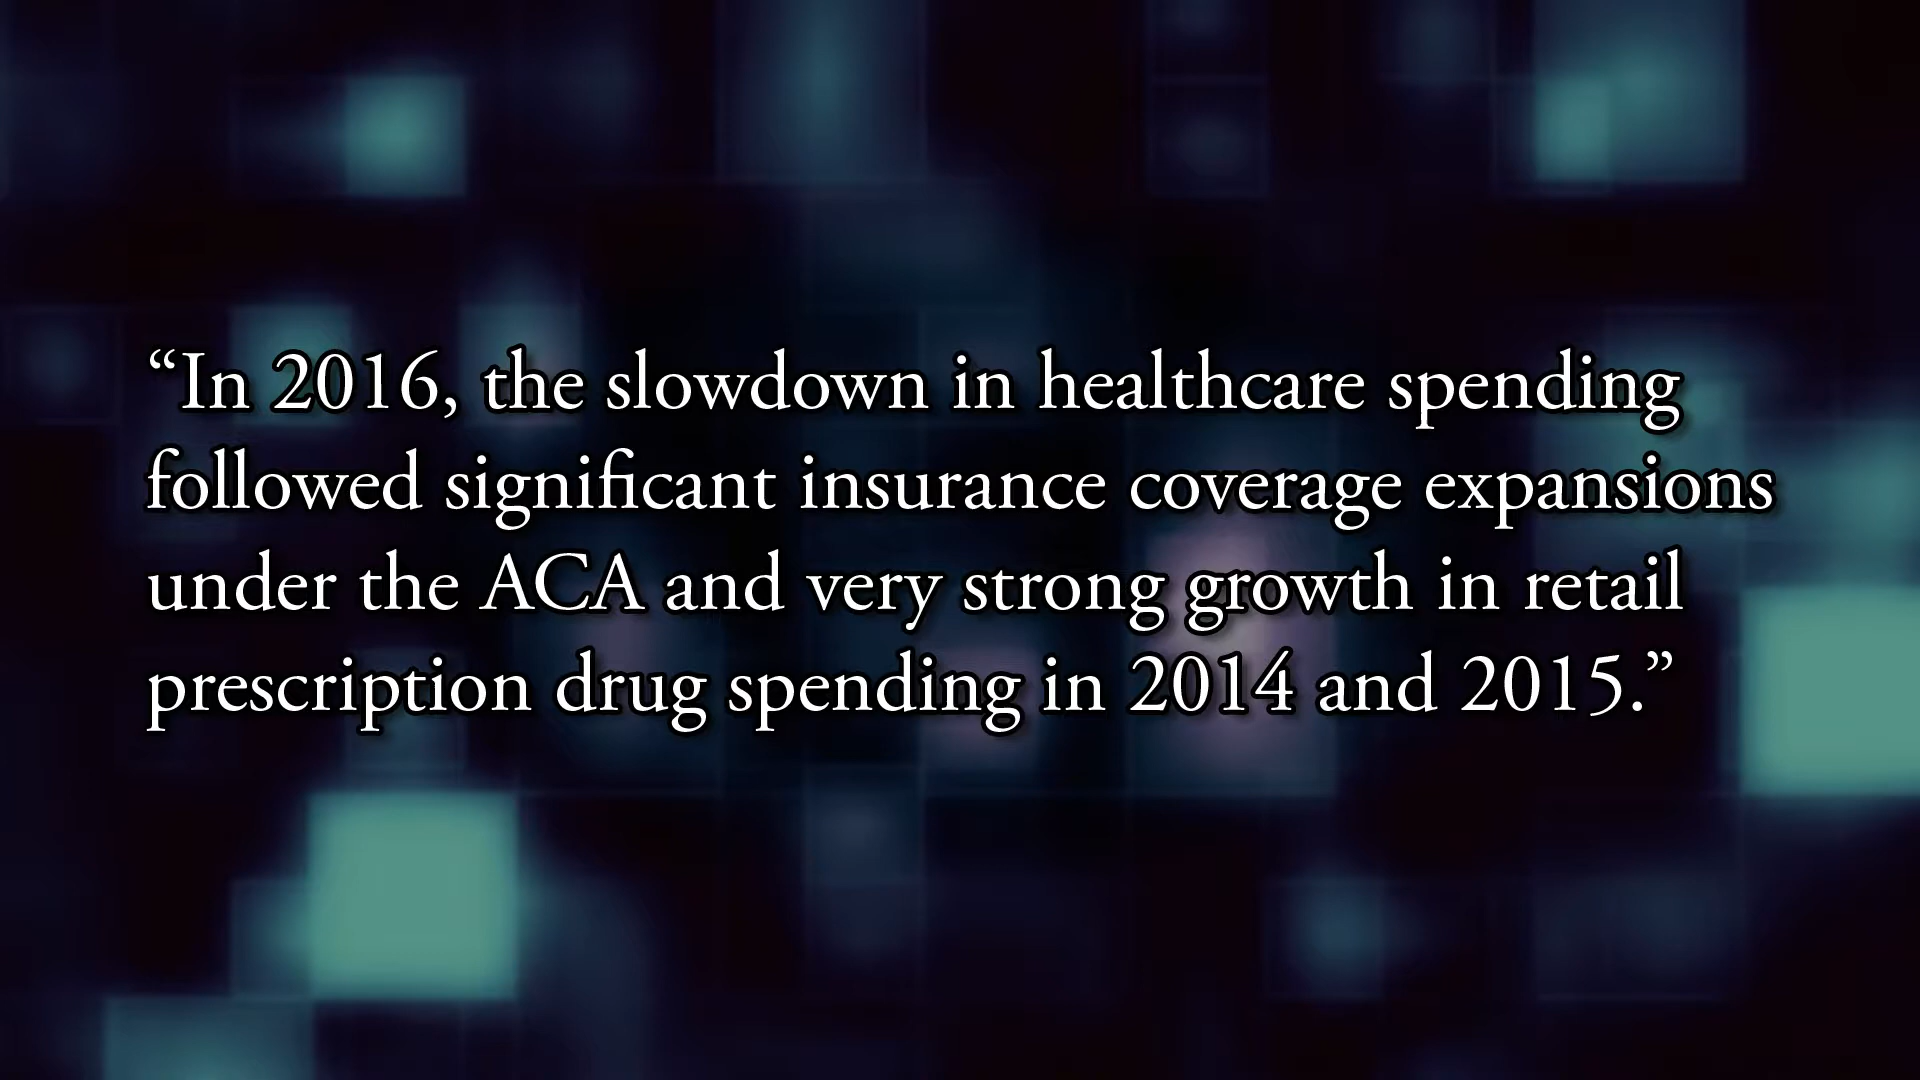 “In 2016, the slowdown in healthcare spending
followed significant insurance coverage expansions
under the ACA and very strong growth in retail
prescription drug spending in 2014 and 2015.”